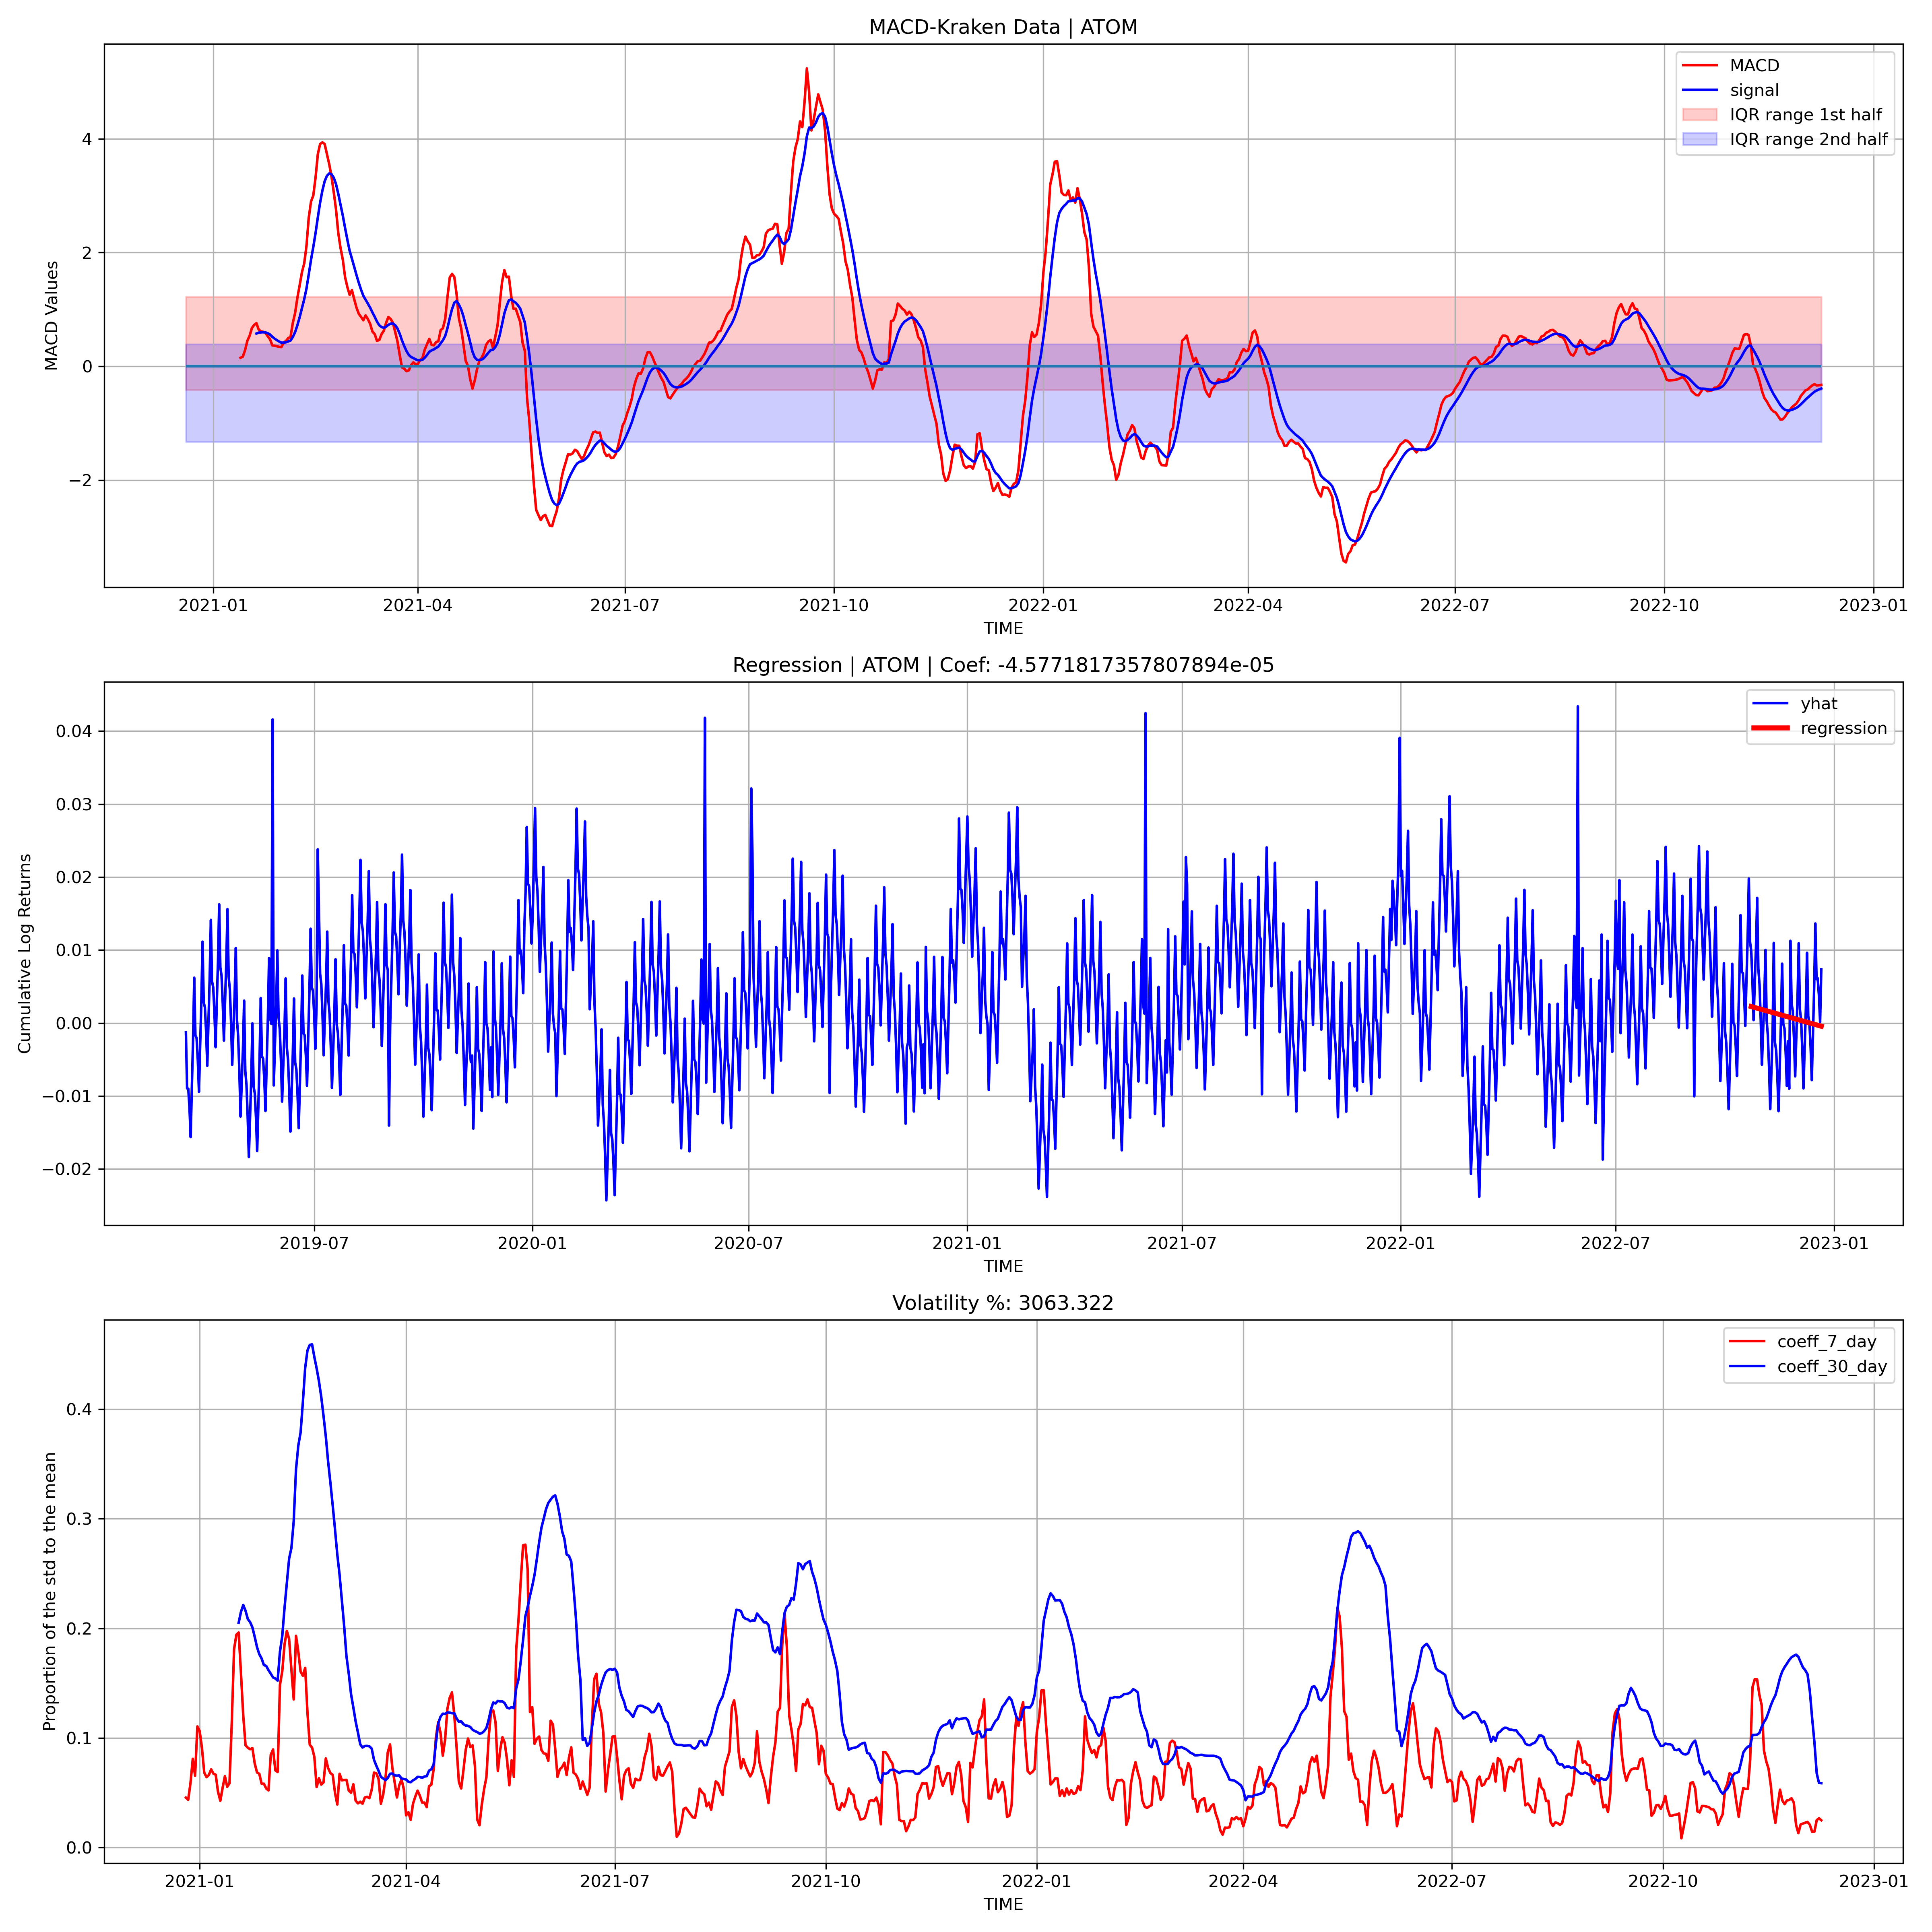 MACD-Kraken Data | ATOM
MACD
signal
IQR range 1st half
IQR range 2nd half
MACD Values
4
2
0
−2
2021-01 2021-04 2021-07 2021-10 2022-01 2022-04 2022-07 2022-10 2023-01
TIME
Regression | ATOM | Coef: -4.5771817357807894e-05
yhat
regression
Cumulative Log Returns
0.04
0.03
0.02
0.01
0.00
−0.01
−0.02
2019-07 2020-01 2020-07 2021-01 2021-07 2022-01 2022-07 2023-01
TIME
Volatility %: 3063.322
coeff_7_day
coeff_30_day
Proportion of the std to the mean
0.4
0.3
0.2
0.1
0.0
2021-01 2021-04 2021-07 2021-10 2022-01 2022-04 2022-07 2022-10 2023-01
TIME